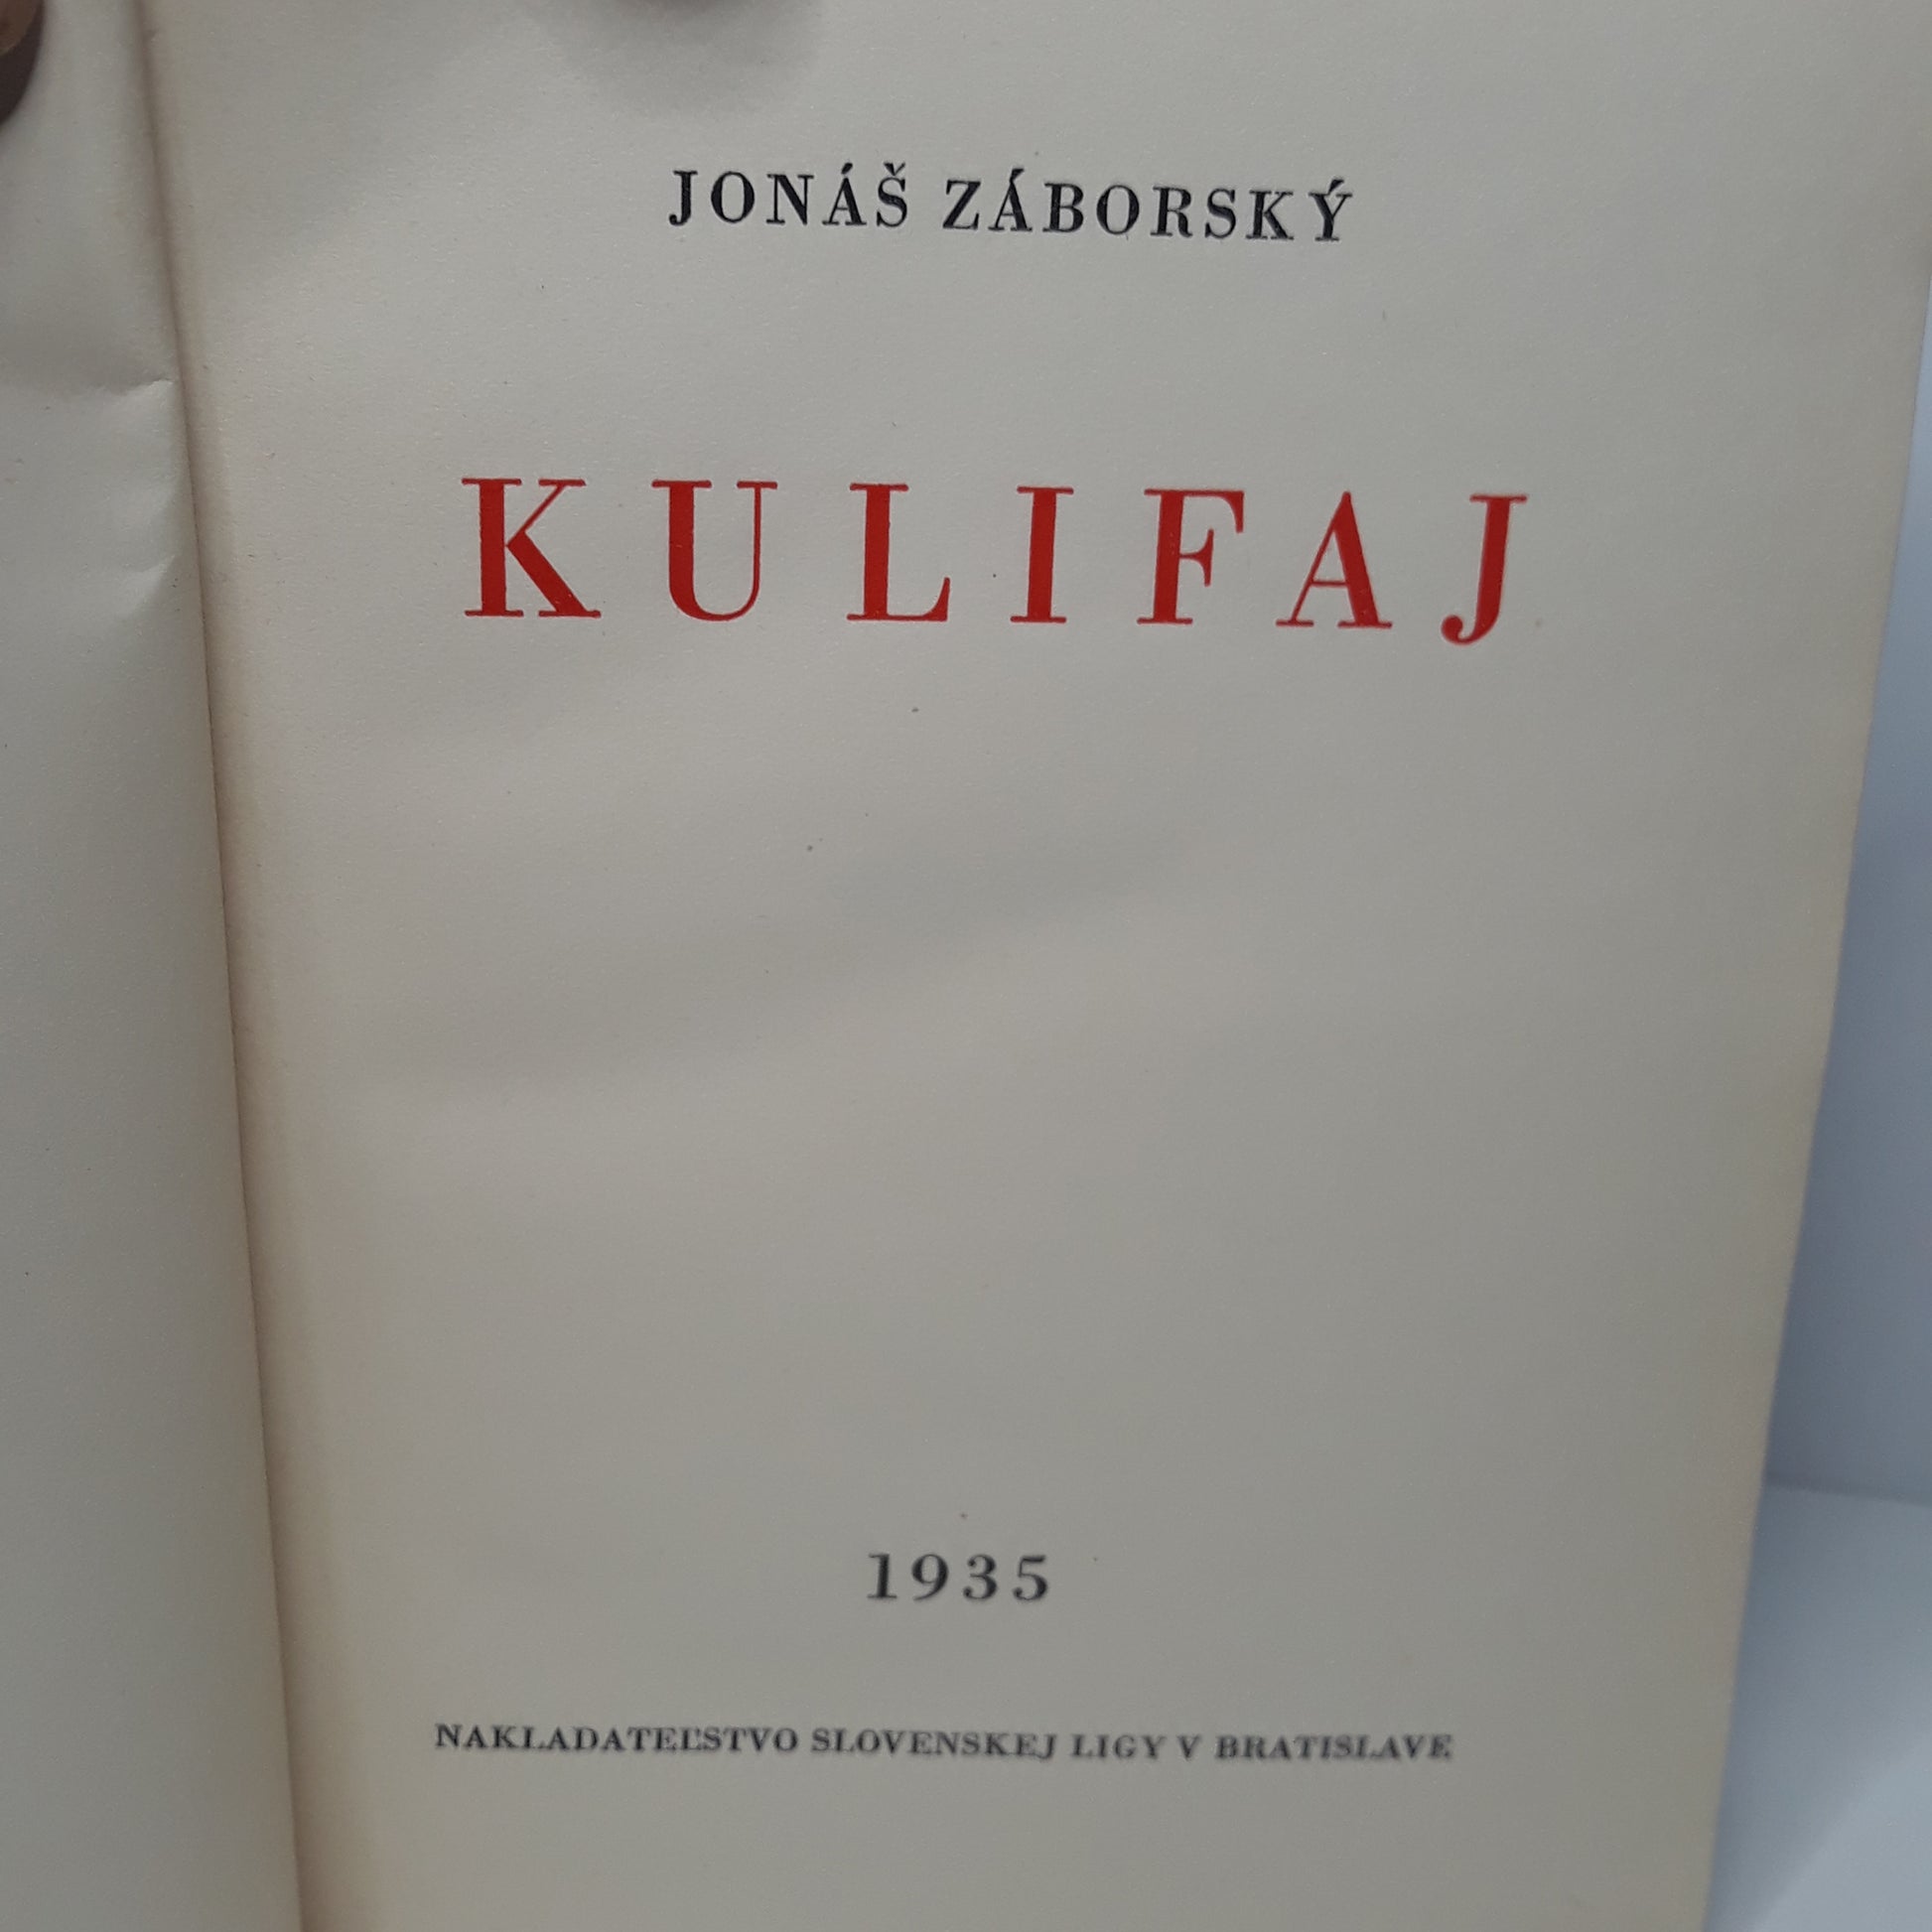 JONÁŠ ZÁBORSKÝ
KULIFAJ
1935
NAKLADATEĽSTVO SLOVENSKEJ LIGY V BRATISLAVE